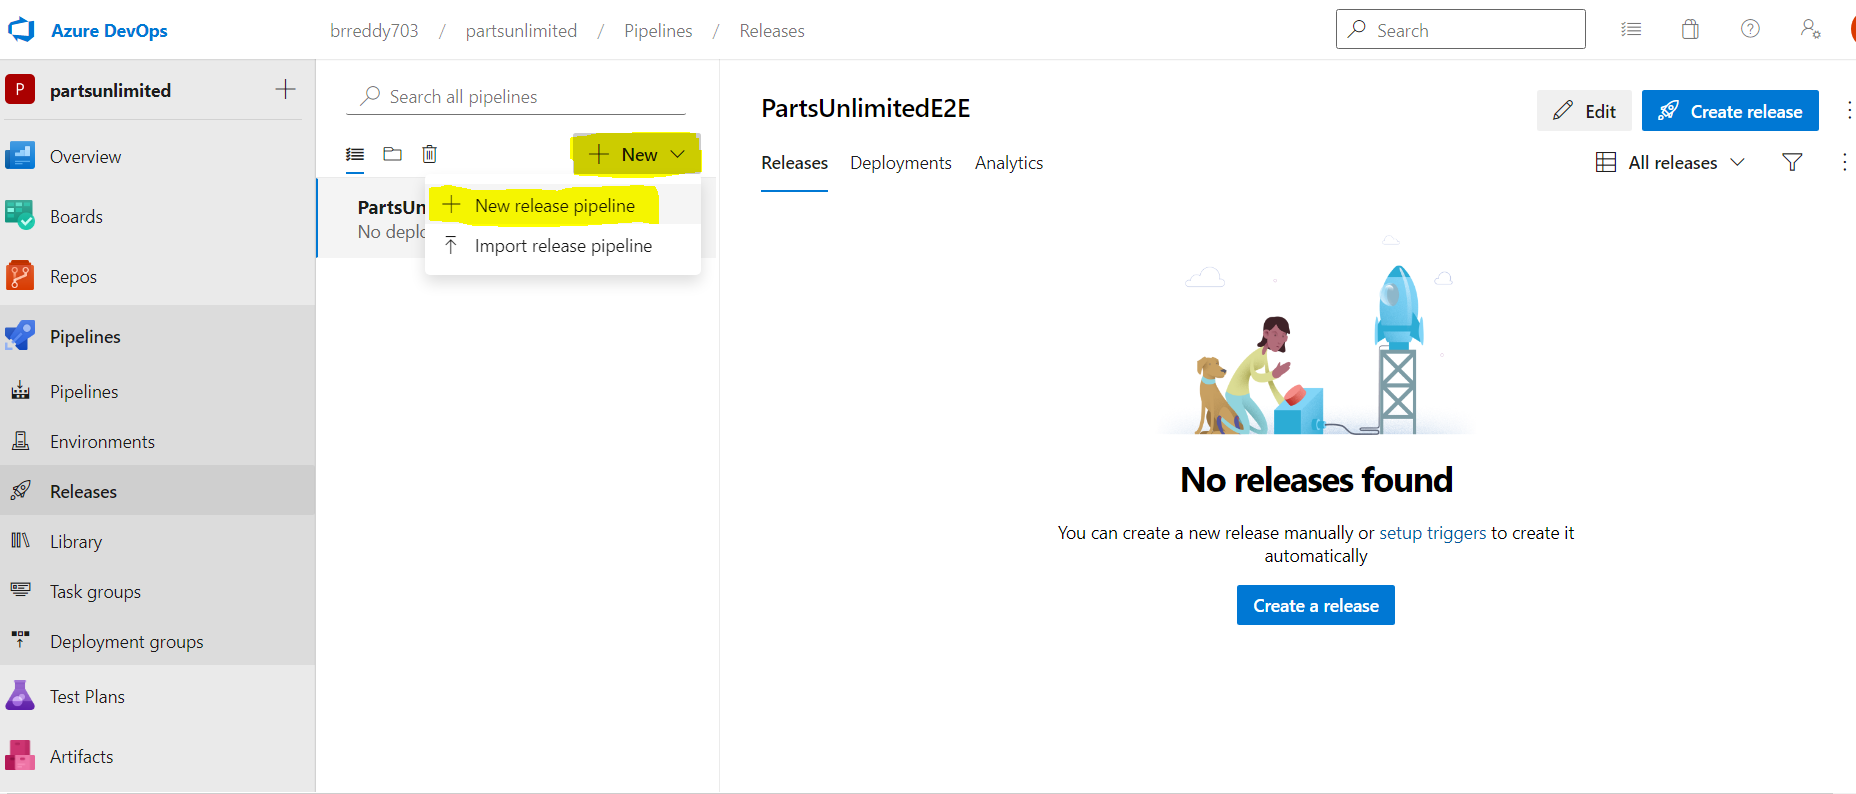 Azure DevOps
brreddy703 / partsunlimited / Pipelines / Releases
Search
P partsunlimited
Overview
Boards
Repos
Pipelines
Pipelines
Environments
Releases
Library
Task groups
Deployment groups
Test Plans
Artifacts
Search all pipelines
New
PartsUn
No deplo
New release pipeline
Import release pipeline
PartsUnlimitedE2E
Edit
Create release
Releases Deployments Analytics
All releases
No releases found
You can create a new release manually or setup triggers to create it
automatically
Create a release